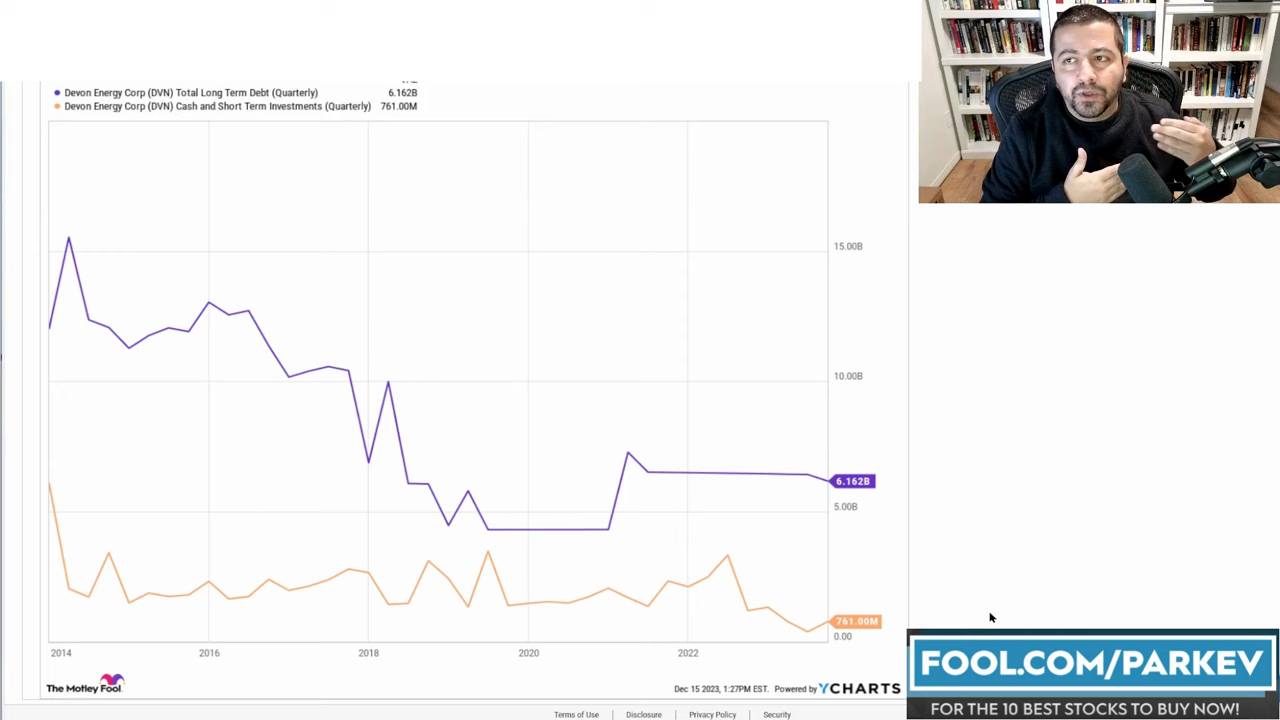 Devon Energy Corp (DVN) Total Long Term Debt (Quarterly) 6.162B
Devon Energy Corp (DVN) Cash and Short Term Investments (Quarterly) 761.00M
15.00B
10.00B
6.162B
5.00B
761.00M
0.00
2014 2016 2018 2020 2022
The Motley Fool.
Dec 15 2023, 1:27PM EST. Powered by YCHARTS
Terms of Use Disclosure Privacy Policy Security
FOOL.COM/PARKEV
FOR THE 10 BEST STOCKS TO BUY NOW!